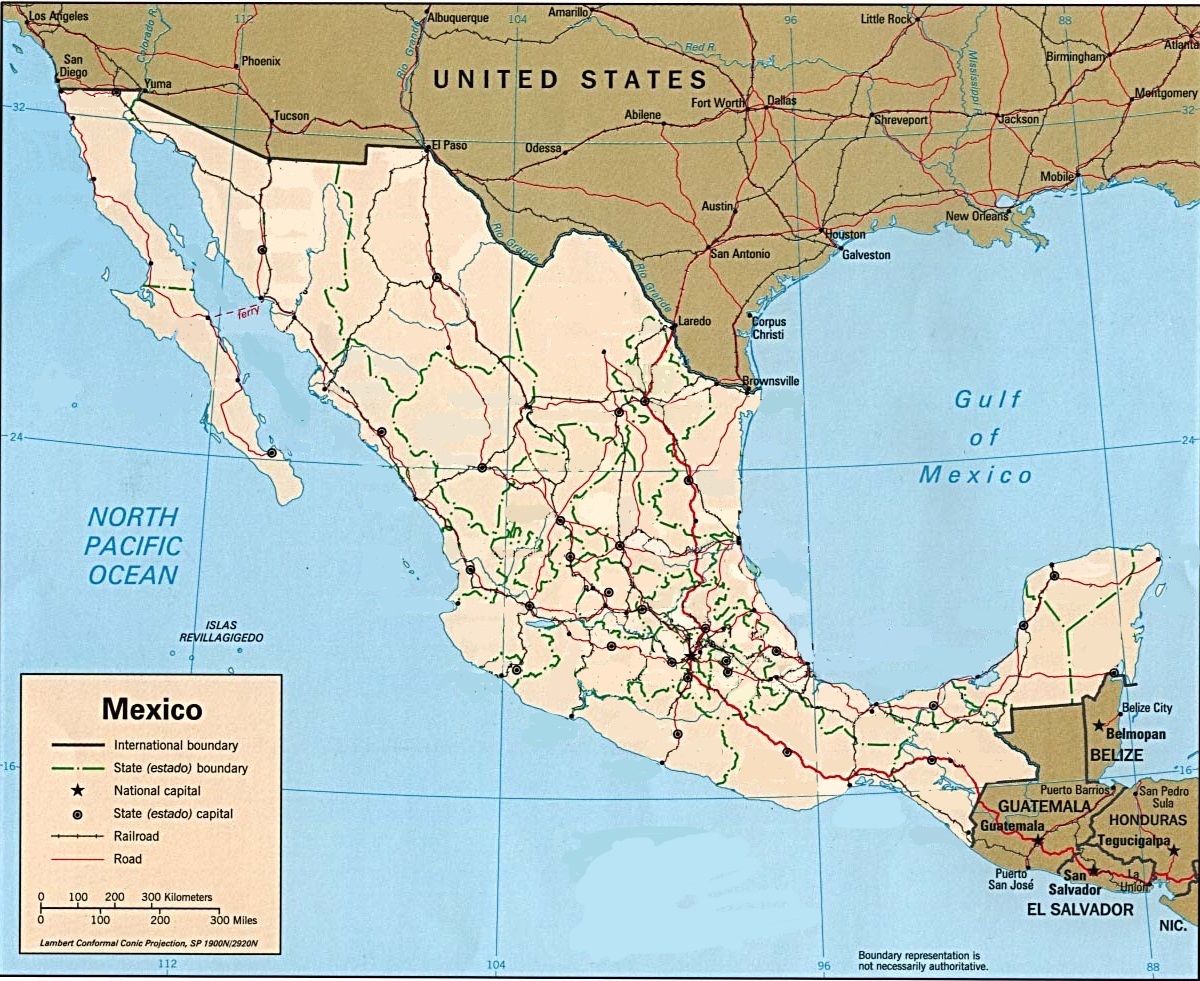 Los Angeles
112
Colorado R.
Albuquerque
104
Amarillo
96
Little Rock
88
Atlanta
San
Diego
Phoenix
Rio Grande
UNITED STATES
Red R.
Mississippi R.
Birmingham
Yuma
32
Tucson
El Paso
Odessa
Abilene
Fort Worth
Dallas
Shreveport
Jackson
Montgomery
32
Mobile
Austin
New Orleans
Houston
San Antonio
Galveston
Rio Grande
Rio Grande
ferry
Laredo
Corpus
Christi
Brownsville
24
Gulf
of
Mexico
24
NORTH
PACIFIC
OCEAN
ISLAS
REVILLAGIGEDO
Belize City
Belmopan
BELIZE
16
16
Puerto Barrios
San Pedro
Sula
GUATEMALA
HONDURAS
Guatemala
Tegucigalpa
Puerto
San José
San
Salvador
La
Union
EL SALVADOR
NIC.
Mexico
International boundary
State (estado) boundary
National capital
State (estado) capital
Railroad
Road
0 100 200 300 Kilometers
0 100 200 300 Miles
Lambert Conformal Conic Projection, SP 1900N/2920N
Boundary representation is
not necessarily authoritative.
112
104
96
88